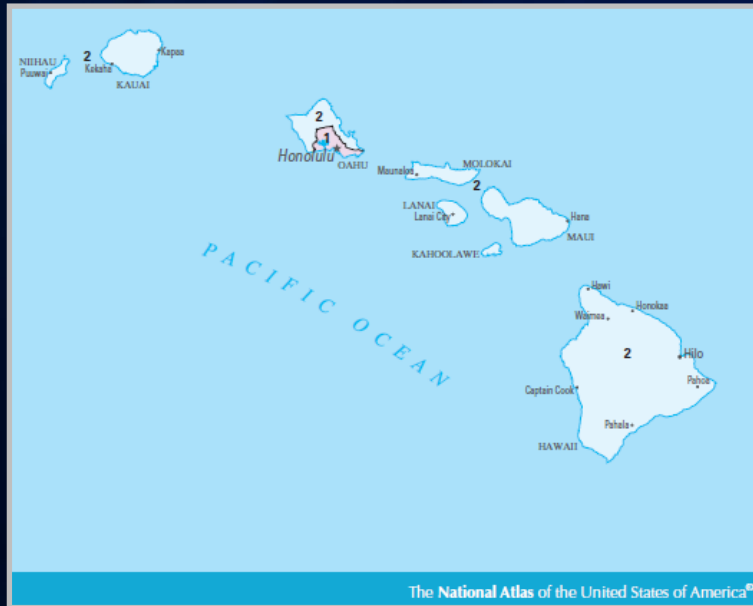 NIIHAU
Puuwai
2
Kekaha
Kapaa
KAUAI
2
1
Honolulu
OAHU
Maunaloa
MOLOKAI
2
LANAI
Lanai City
Hana
MAUI
KAHOOLAWE
PACIFIC OCEAN
Hawi
Honokaa
Waimea
2
Hilo
Captain Cook
Pahoa
Pahala
HAWAII
The National Atlas of the United States of America®